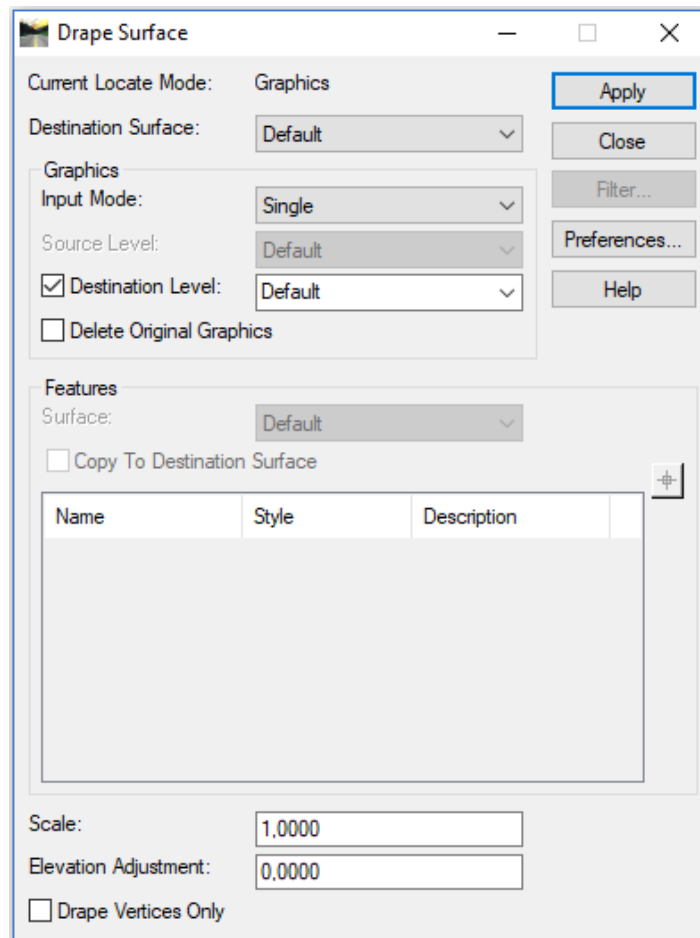 Drape Surface
Current Locate Mode: Graphics
Apply
Destination Surface: Default
Close
Graphics
Input Mode: Single
Filter...
Source Level: Default
Preferences...
Destination Level: Default
Help
Delete Original Graphics
Features
Surface: Default
Copy To Destination Surface
Name Style Description
Scale: 1,0000
Elevation Adjustment: 0,0000
Drape Vertices Only